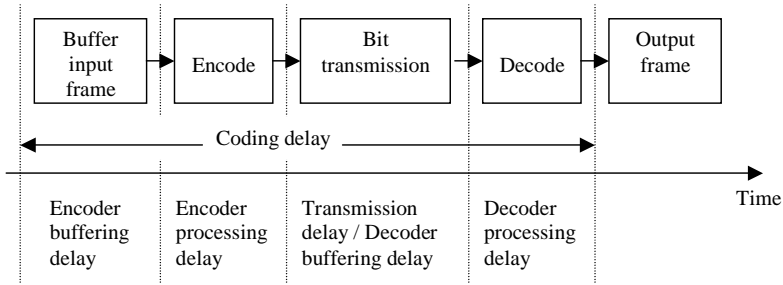 Buffer
input
frame
Encode
Bit
transmission
Decode
Output
frame
Coding delay
Time
Encoder
buffering
delay
Encoder
processing
delay
Transmission
delay / Decoder
buffering delay
Decoder
processing
delay